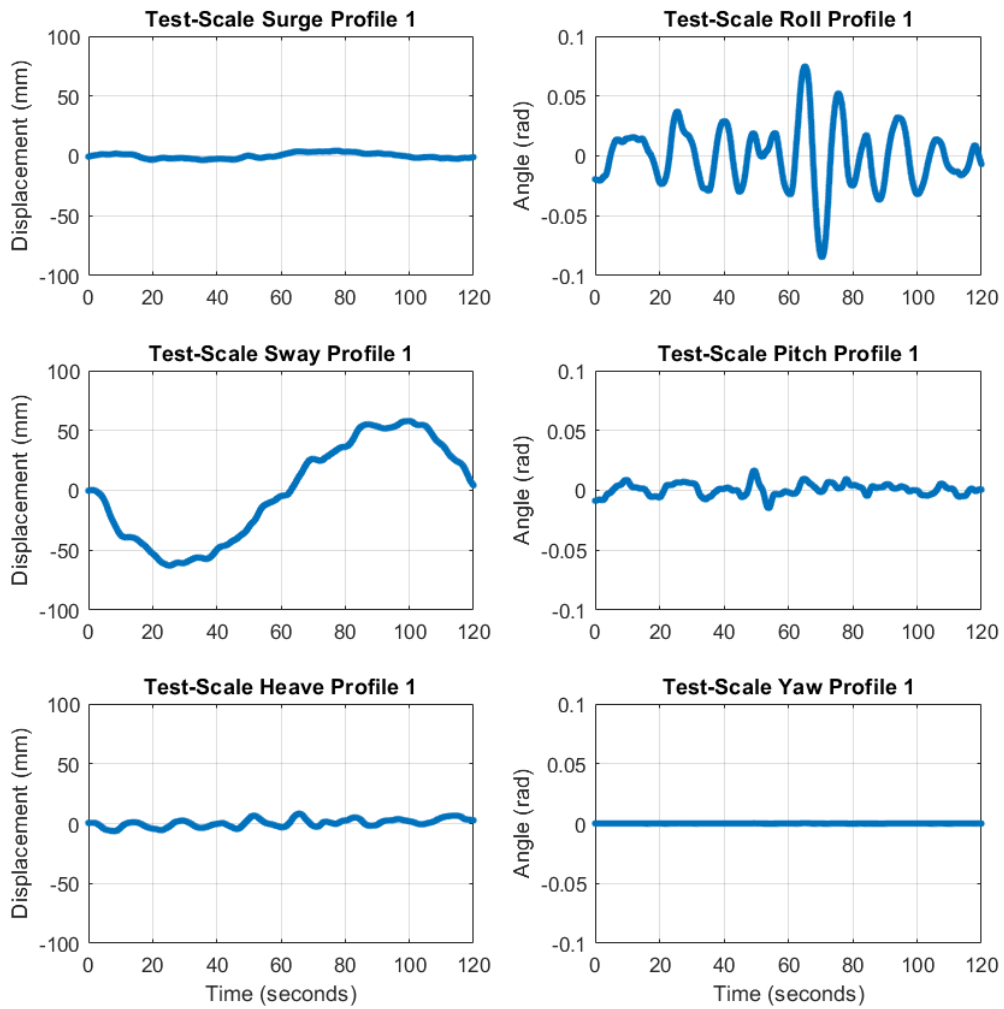 Test-Scale Surge Profile 1
Displacement (mm)
100
50
0
-50
-100
0 20 40 60 80 100 120
Test-Scale Roll Profile 1
Angle (rad)
0.1
0.05
0
-0.05
-0.1
0 20 40 60 80 100 120
Test-Scale Sway Profile 1
Displacement (mm)
100
50
0
-50
-100
0 20 40 60 80 100 120
Test-Scale Pitch Profile 1
Angle (rad)
0.1
0.05
0
-0.05
-0.1
0 20 40 60 80 100 120
Test-Scale Heave Profile 1
Displacement (mm)
100
50
0
-50
-100
0 20 40 60 80 100 120
Time (seconds)
Test-Scale Yaw Profile 1
Angle (rad)
0.1
0.05
0
-0.05
-0.1
0 20 40 60 80 100 120
Time (seconds)